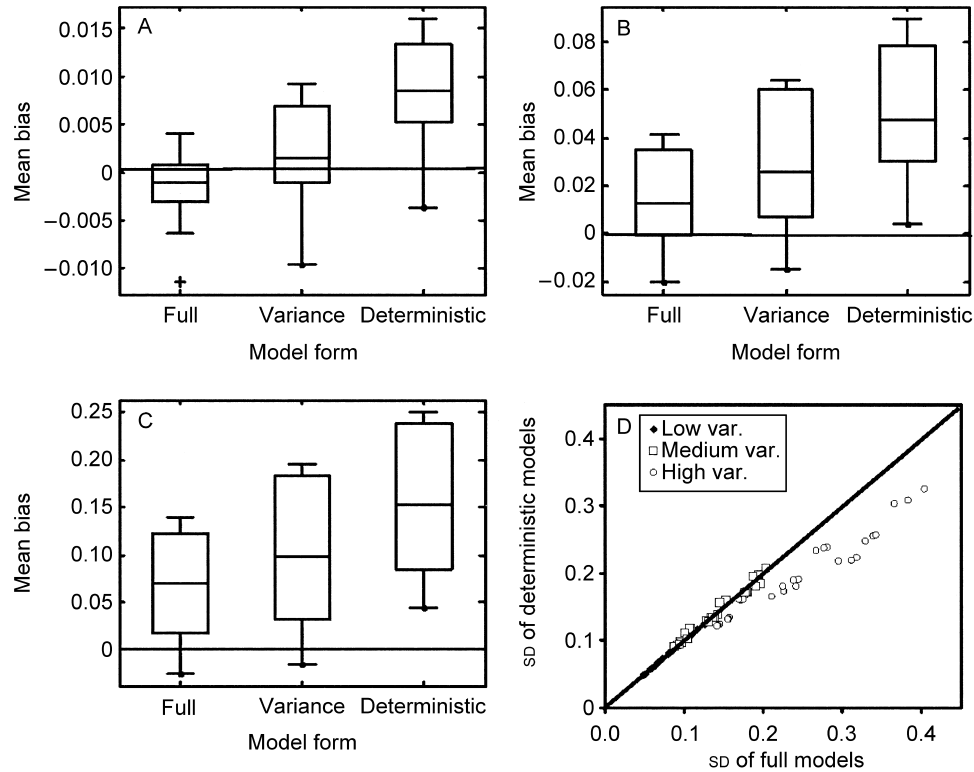 A
Mean bias
0.015
0.010
0.005
0
−0.005
−0.010
Full Variance Deterministic
Model form
B
Mean bias
0.08
0.06
0.04
0.02
0
−0.02
Full Variance Deterministic
Model form
C
Mean bias
0.25
0.20
0.15
0.10
0.05
0
Full Variance Deterministic
Model form
D
Low var.
Medium var.
High var.
SD of deterministic models
0.4
0.3
0.2
0.1
0
0.0 0.1 0.2 0.3 0.4
SD of full models